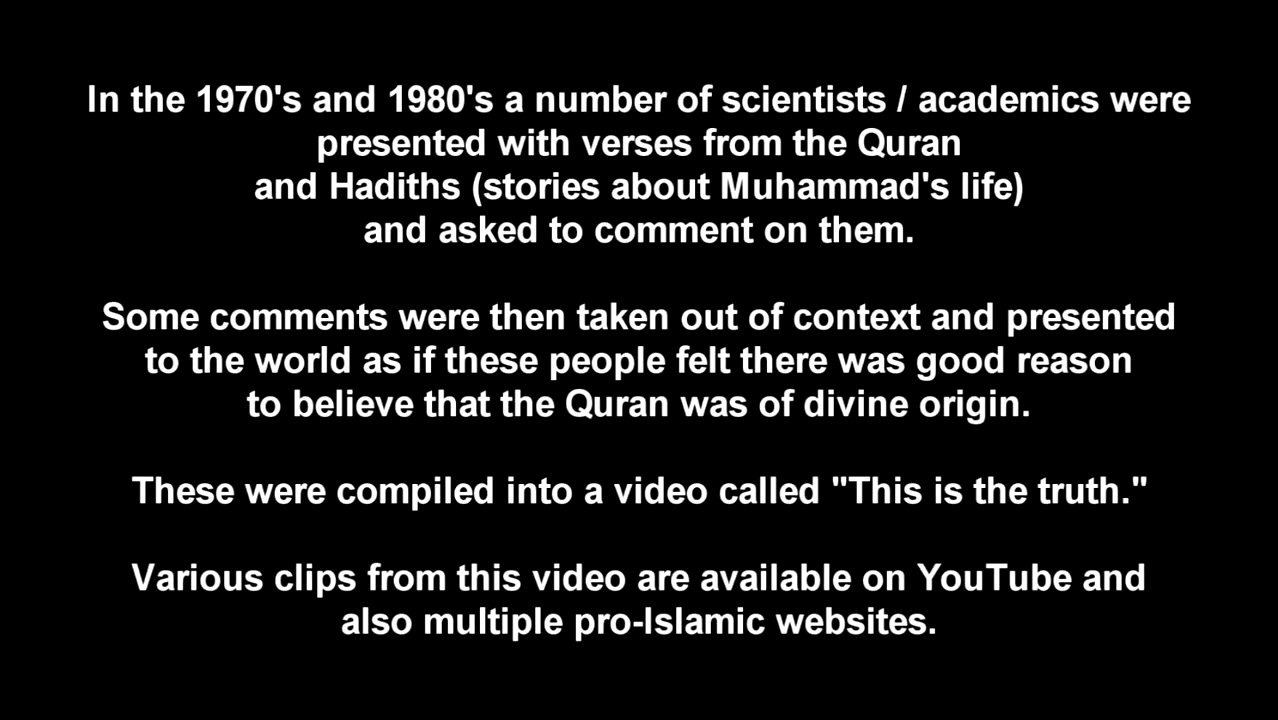 In the 1970's and 1980's a number of scientists / academics were
presented with verses from the Quran
and Hadiths (stories about Muhammad's life)
and asked to comment on them.
Some comments were then taken out of context and presented
to the world as if these people felt there was good reason
to believe that the Quran was of divine origin.
These were compiled into a video called "This is the truth."
Various clips from this video are available on YouTube and
also multiple pro-Islamic websites.